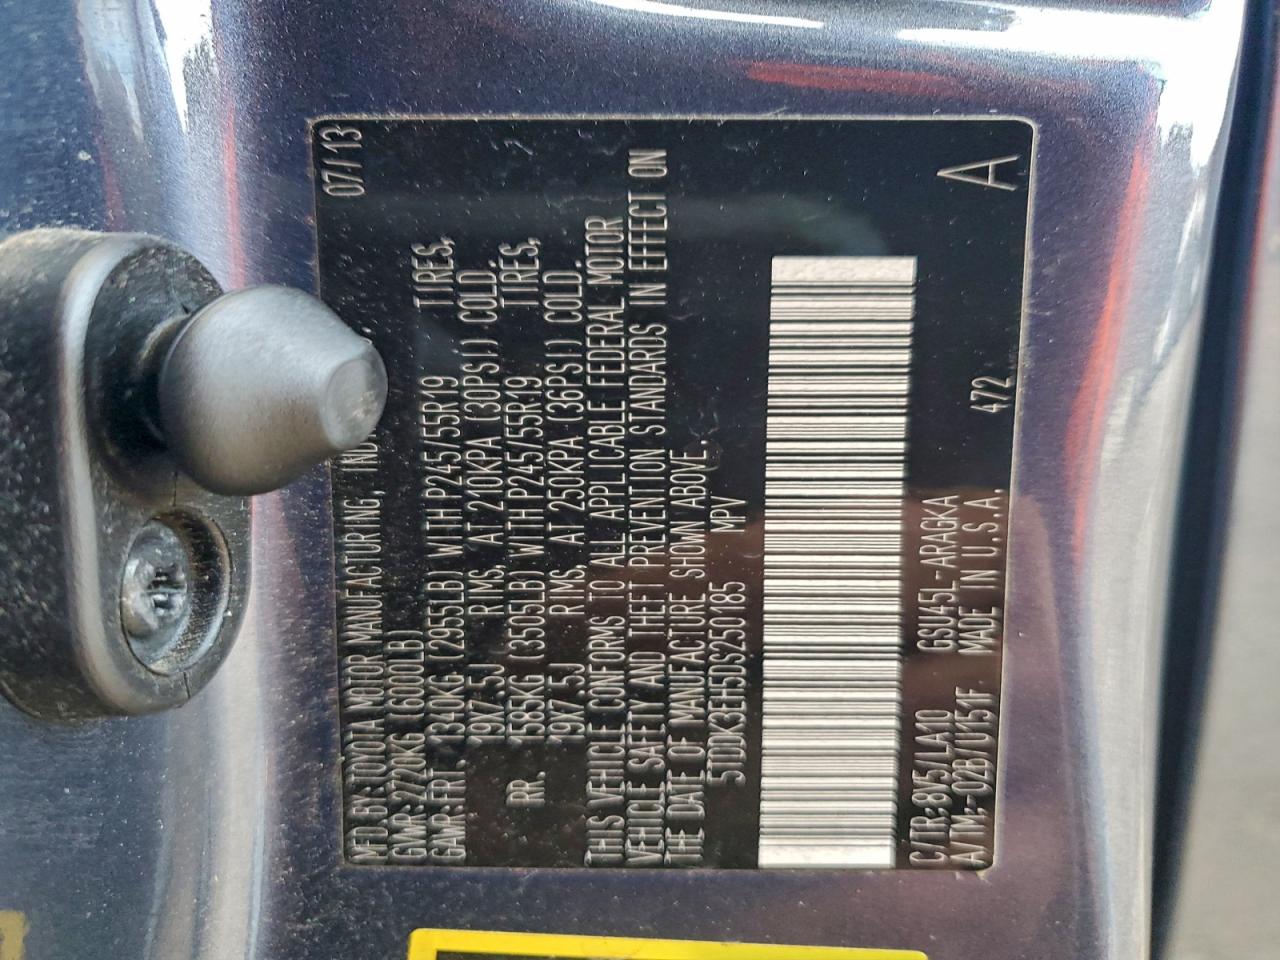 MFD BY: TOYOTA MOTOR MANUFACTURING, IND 07/13
GVWR: 2720KG (6000LB)
GAWR: FRT. 1340KG (2955LB) WITH P245/55R19 TIRES,
19X7.5J RIMS, AT 210KPA (30PSI) COLD.
RR. 1585KG (3505LB) WITH P245/55R19 TIRES,
19X7.5J RIMS, AT 250KPA (36PSI) COLD.
THIS VEHICLE CONFORMS TO ALL APPLICABLE FEDERAL MOTOR
VEHICLE SAFETY AND THEFT PREVENTION STANDARDS IN EFFECT ON
THE DATE OF MANUFACTURE SHOWN ABOVE.
5TDDK3EH5DS250185 MPV
C/TR:8V5/LA10 GSU45L-ARAGKA
A/TM:-02B/U151F MADE IN U.S.A. 472 A